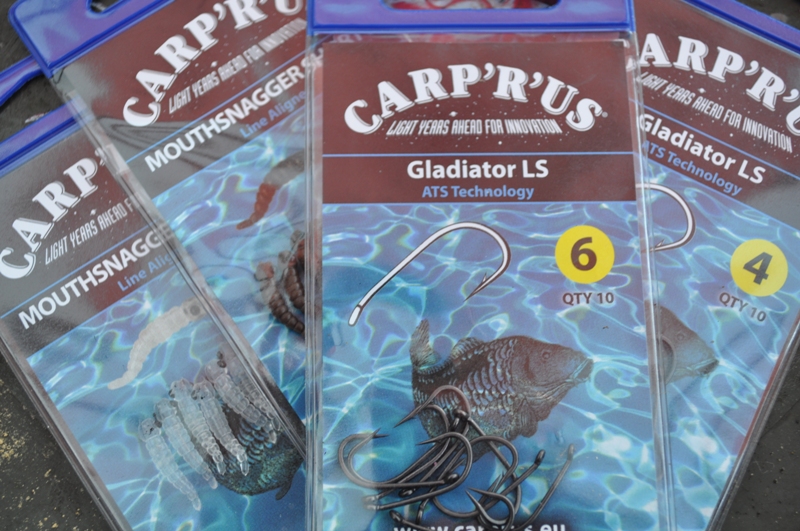 CARP'R'US
LIGHT YEARS AHEAD FOR INNOVATION
MOUTHSNAGGER
Line
CARP'R'US
LIGHT YEARS AHEAD FOR INNOVATION
MOUTHSNAGGER
Line Aligne
CARP'R'US®
LIGHT YEARS AHEAD FOR INNOVATION
Gladiator LS
ATS Technology
6
QTY 10
CARP'R'U
LIGHT YEARS AHEAD FOR INNOVATION
Gladiator LS
ATS Technology
4
QTY 10